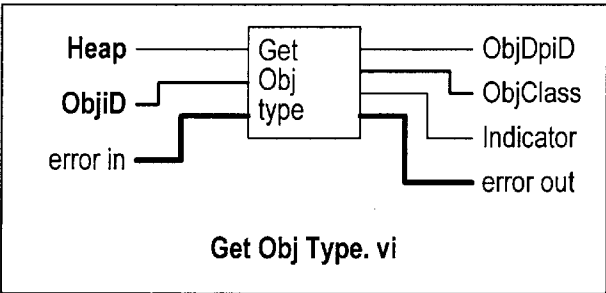 Heap
ObjiD
error in
Get
Obj
type
ObjDpiD
ObjClass
Indicator
error out
Get Obj Type. vi